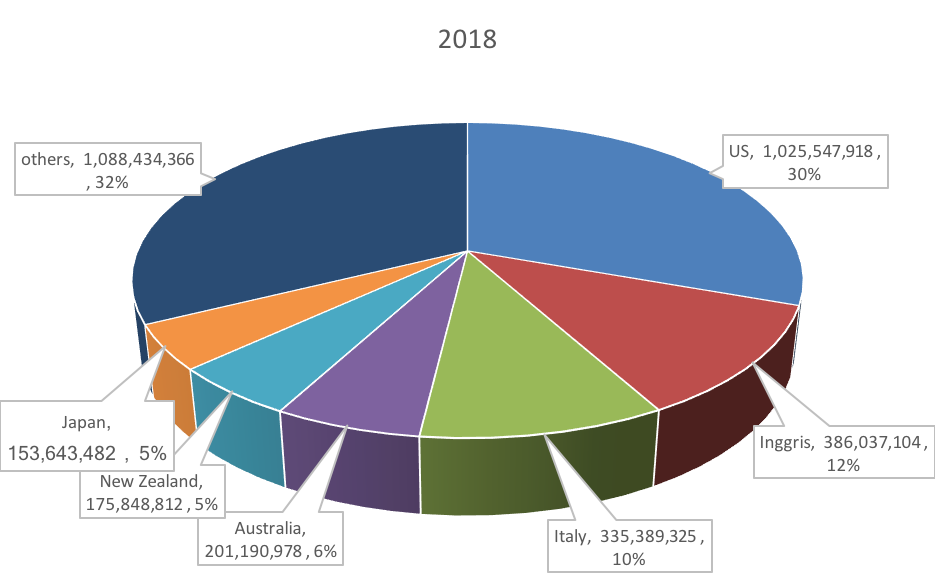 2018
others, 1,088,434,366
, 32%
US, 1,025,547,918 ,
30%
Japan,
153,643,482 , 5%
New Zealand,
175,848,812 , 5%
Australia,
201,190,978 , 6%
Italy, 335,389,325 ,
10%
Inggris, 386,037,104 ,
12%